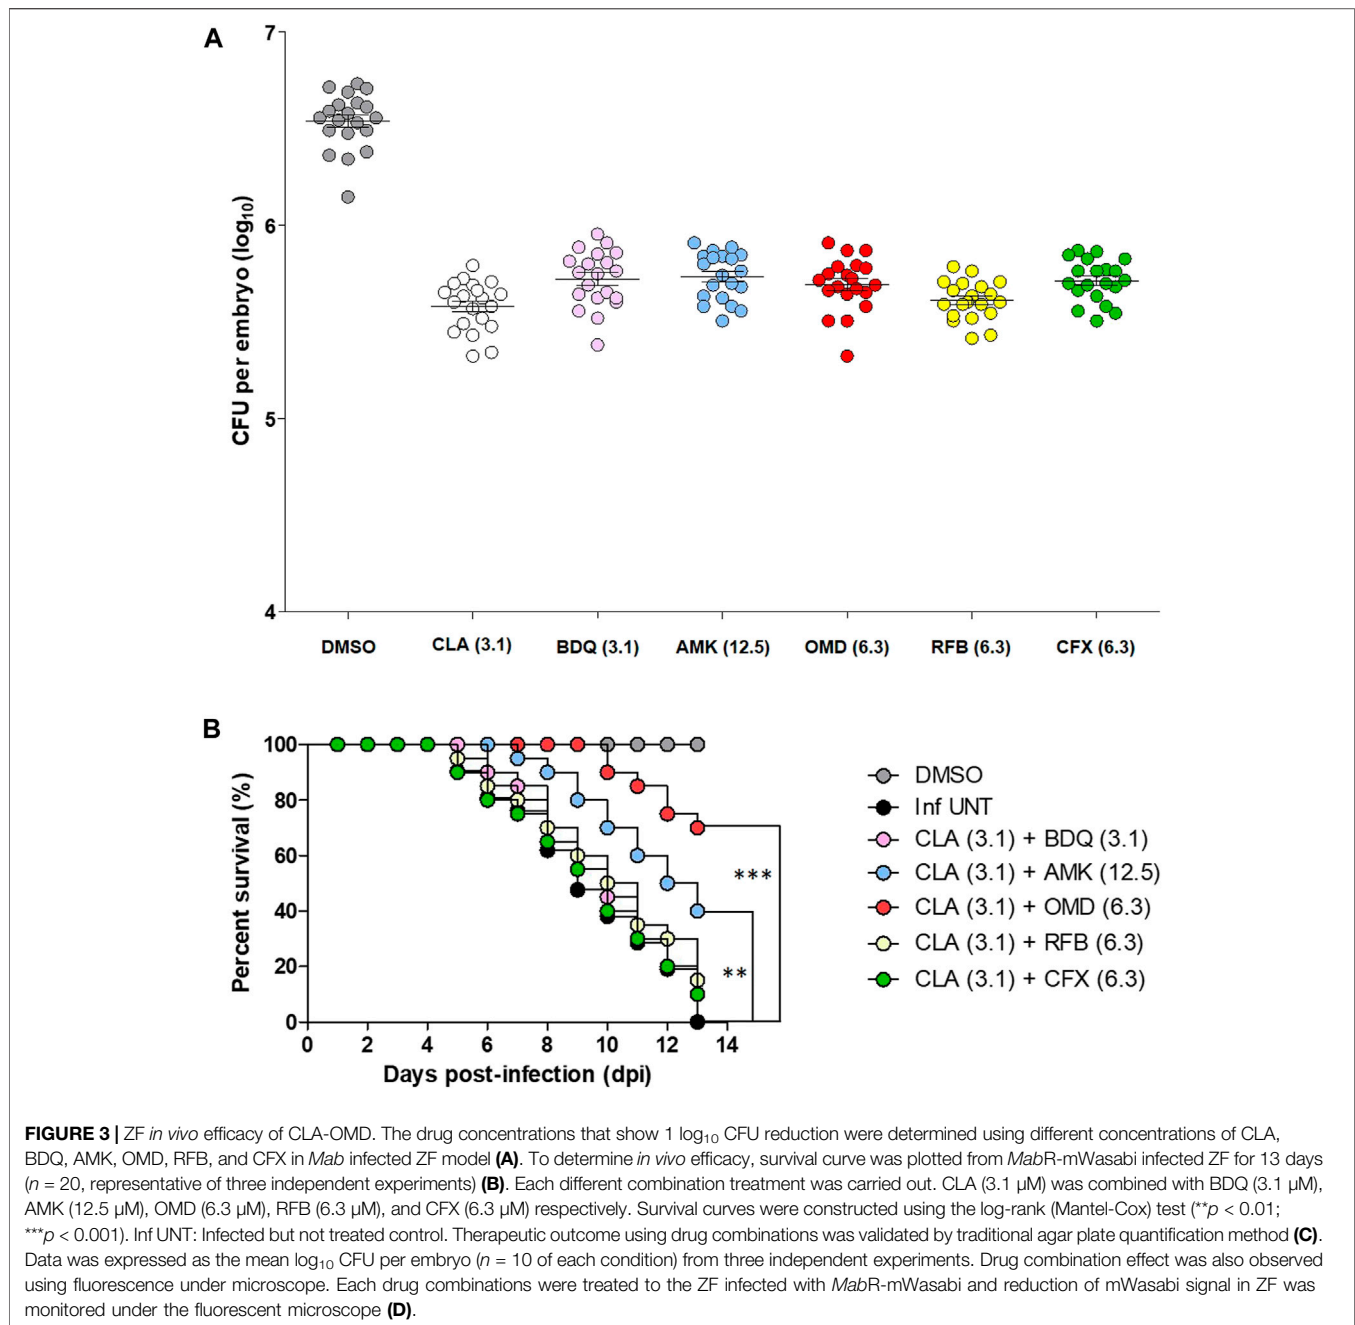 A
7
6
5
4
CFU per embryo (log10)
DMSO CLA (3.1) BDQ (3.1) AMK (12.5) OMD (6.3) RFB (6.3) CFX (6.3)
B
100
80
60
40
20
0
Percent survival (%)
0 2 4 6 8 10 12 14
Days post-infection (dpi)
***
**
DMSO
Inf UNT
CLA (3.1) + BDQ (3.1)
CLA (3.1) + AMK (12.5)
CLA (3.1) + OMD (6.3)
CLA (3.1) + RFB (6.3)
CLA (3.1) + CFX (6.3)
FIGURE 3 | ZF in vivo efficacy of CLA-OMD. The drug concentrations that show 1 log10 CFU reduction were determined using different concentrations of CLA,
BDQ, AMK, OMD, RFB, and CFX in Mab infected ZF model (A). To determine in vivo efficacy, survival curve was plotted from MabR-mWasabi infected ZF for 13 days
(n = 20, representative of three independent experiments) (B). Each different combination treatment was carried out. CLA (3.1 µM) was combined with BDQ (3.1 µM),
AMK (12.5 µM), OMD (6.3 µM), RFB (6.3 µM), and CFX (6.3 µM) respectively. Survival curves were constructed using the log-rank (Mantel-Cox) test (**p < 0.01;
***p < 0.001). Inf UNT: Infected but not treated control. Therapeutic outcome using drug combinations was validated by traditional agar plate quantification method (C).
Data was expressed as the mean log10 CFU per embryo (n = 10 of each condition) from three independent experiments. Drug combination effect was also observed
using fluorescence under microscope. Each drug combinations were treated to the ZF infected with MabR-mWasabi and reduction of mWasabi signal in ZF was
monitored under the fluorescent microscope (D).